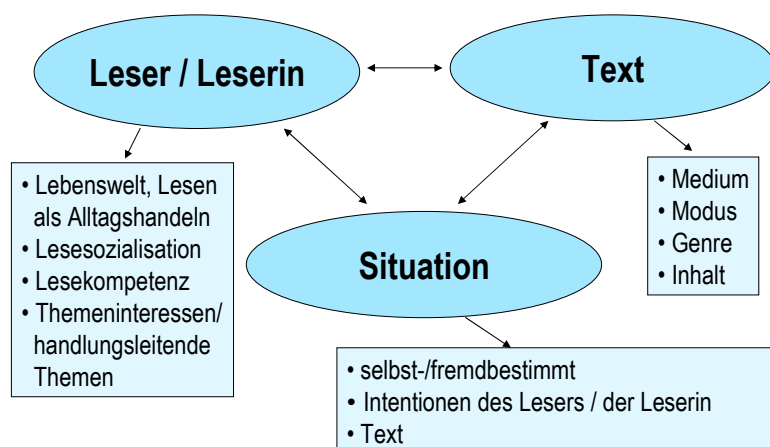 Leser / Leserin
Text
• Lebenswelt, Lesen
als Alltagshandeln
• Lesesozialisation
• Lesekompetenz
• Themeninteressen/
handlungsleitende
Themen
• Medium
• Modus
• Genre
• Inhalt
Situation
• selbst-/fremdbestimmt
• Intentionen des Lesers / der Leserin
• Text